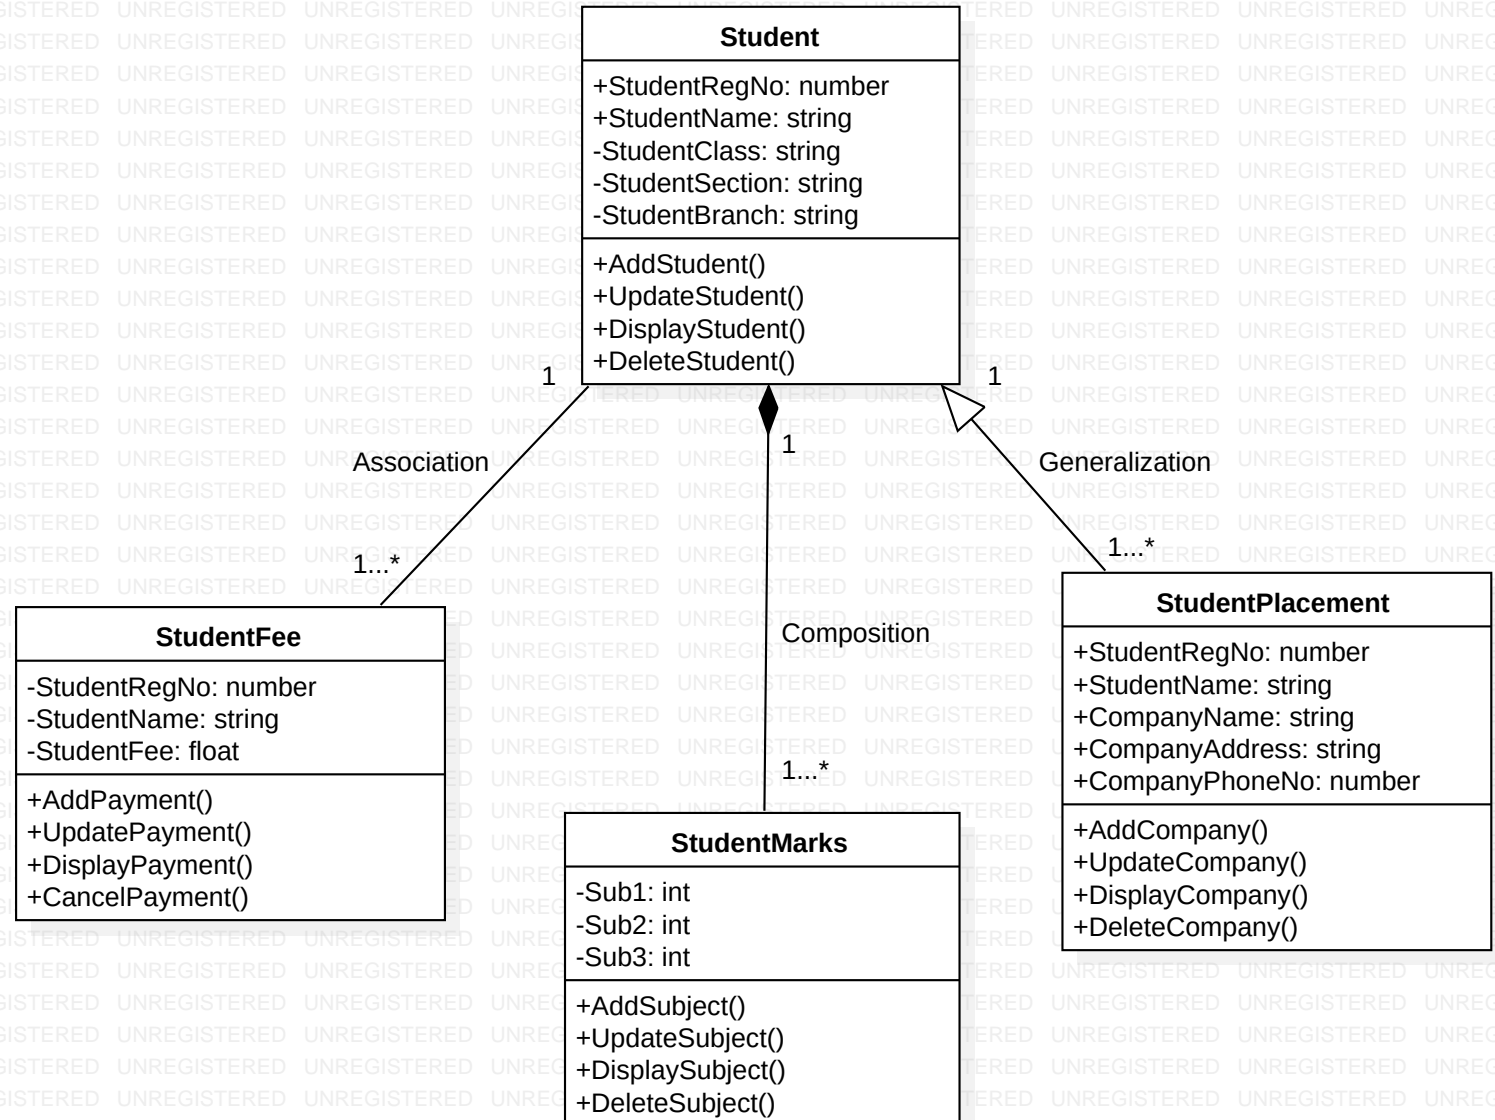 Student
+StudentRegNo: number
+StudentName: string
-StudentClass: string
-StudentSection: string
-StudentBranch: string
+AddStudent()
+UpdateStudent()
+DisplayStudent()
+DeleteStudent()
1
1
1
Association
Generalization
1...*
1...*
Composition
1...*
StudentFee
-StudentRegNo: number
-StudentName: string
-StudentFee: float
+AddPayment()
+UpdatePayment()
+DisplayPayment()
+CancelPayment()
StudentMarks
-Sub1: int
-Sub2: int
-Sub3: int
+AddSubject()
+UpdateSubject()
+DisplaySubject()
+DeleteSubject()
StudentPlacement
+StudentRegNo: number
+StudentName: string
+CompanyName: string
+CompanyAddress: string
+CompanyPhoneNo: number
+AddCompany()
+UpdateCompany()
+DisplayCompany()
+DeleteCompany()
UNREGISTERED